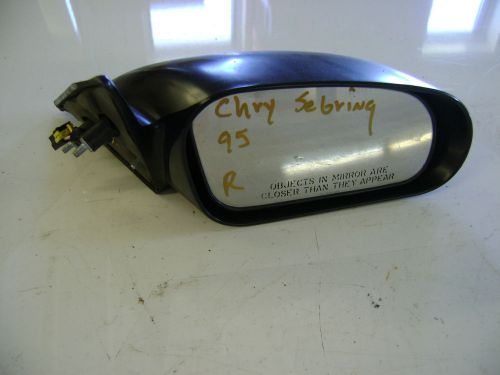 Chry Sebring
95
R
OBJECTS IN MIRROR ARE
CLOSER THAN THEY APPEAR